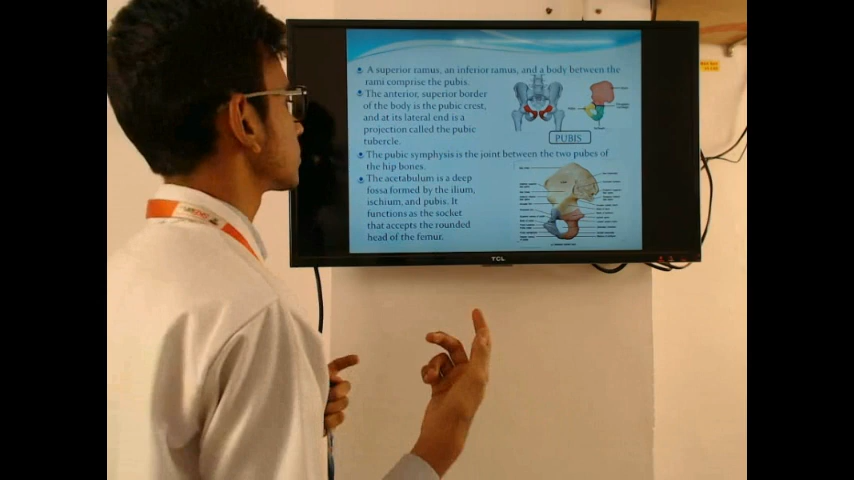 A superior ramus, an inferior ramus, and a body between the
rami comprise the pubis.
The anterior, superior border
of the body is the pubic crest,
and at its lateral end is a
projection called the pubic
tubercle.
PUBIS
The pubic symphysis is the joint between the two pubes of
the hip bones.
The acetabulum is a deep
fossa formed by the ilium,
ischium, and pubis. It
functions as the socket
that accepts the rounded
head of the femur.
TCL